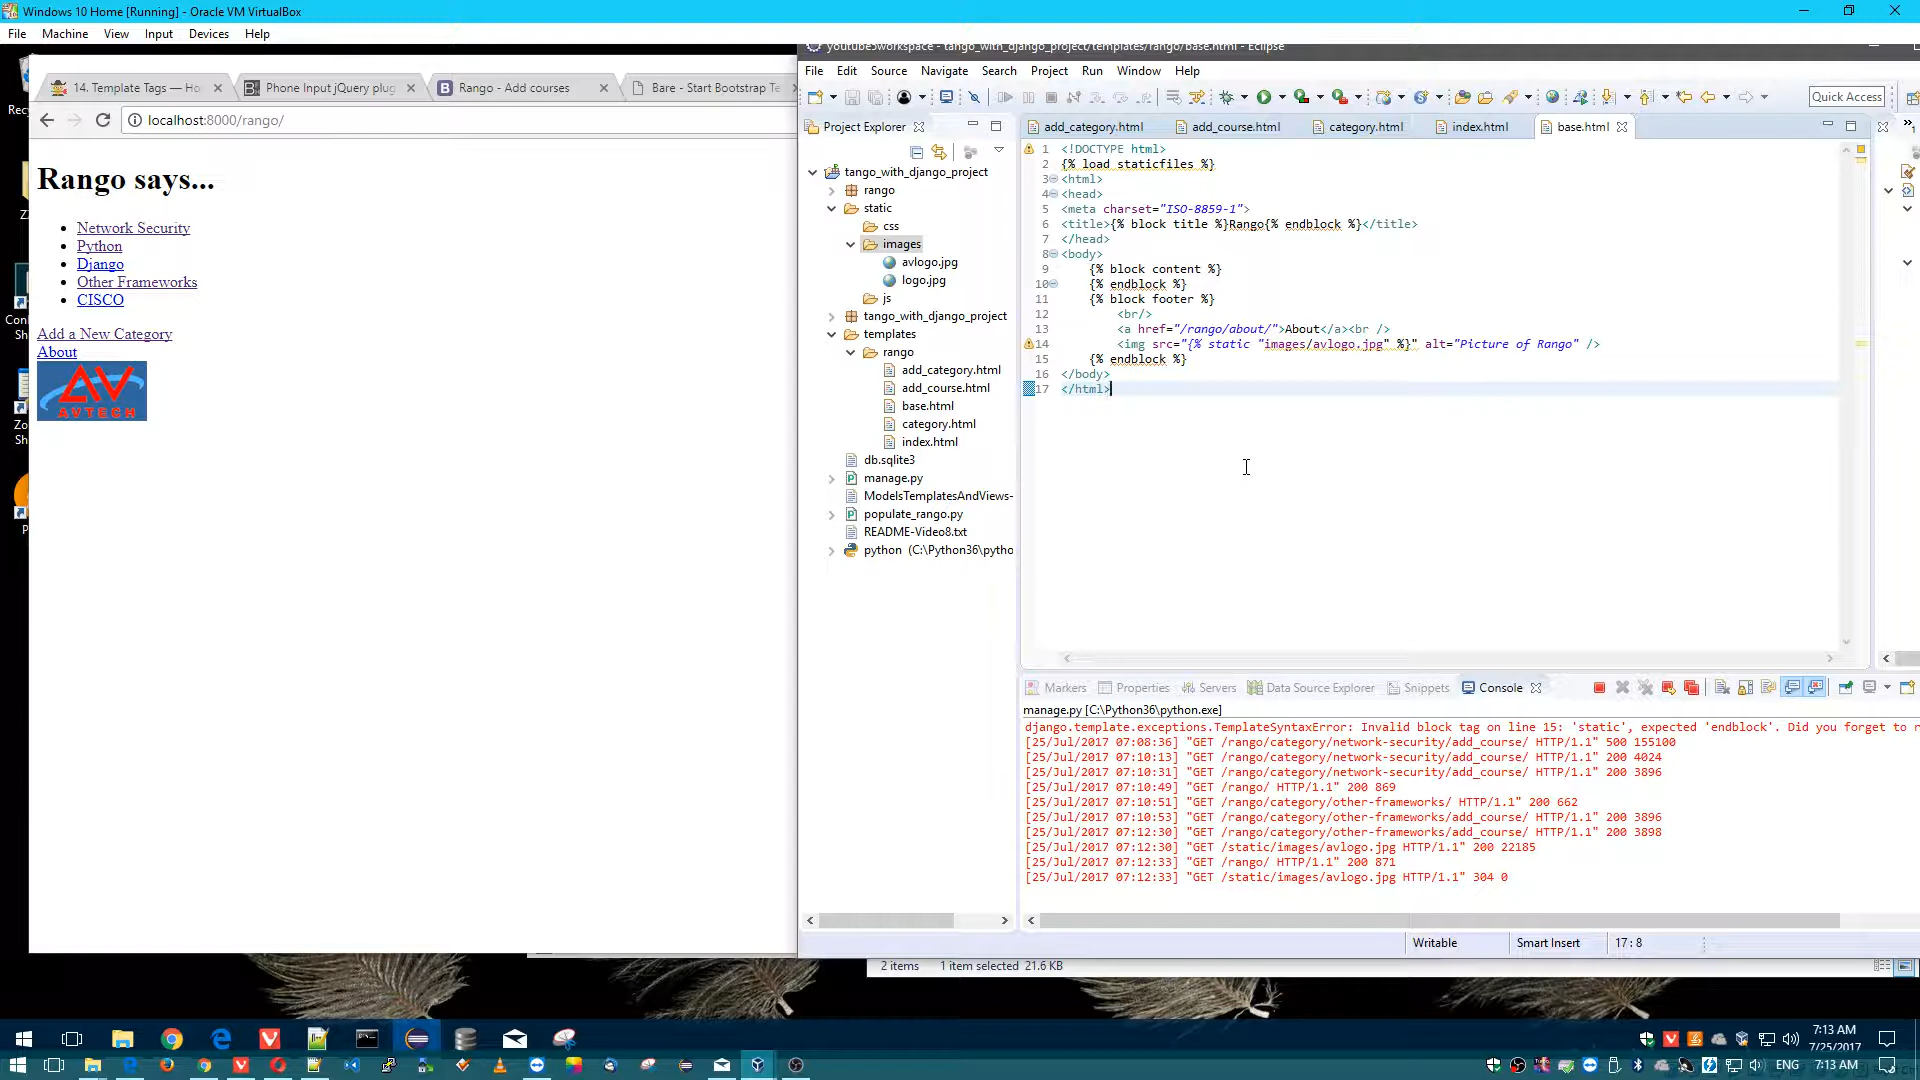 Windows 10 Home [Running] - Oracle VM VirtualBox
File Machine View Input Devices Help
14. Template Tags — Ho
Phone Input jQuery plug
Rango - Add courses
Bare - Start Bootstrap Te
localhost:8000/rango/
Rango says...
Network Security
Python
Django
Other Frameworks
CISCO
Add a New Category
About
AV
AVTECH
youtube3workspace - tango_with_django_project/templates/rango/base.html - Eclipse
File Edit Source Navigate Search Project Run Window Help
Quick Access
Project Explorer
tango_with_django_project
rango
static
css
images
avlogo.jpg
logo.jpg
js
tango_with_django_project
templates
rango
add_category.html
add_course.html
base.html
category.html
index.html
db.sqlite3
manage.py
ModelsTemplatesAndViews-
populate_rango.py
README-Video8.txt
python (C:\Python36\pytho
add_category.html add_course.html category.html index.html base.html
1 <!DOCTYPE html>
2 {% load staticfiles %}
3 <html>
4 <head>
5 <meta charset="ISO-8859-1">
6 <title>{% block title %}Rango{% endblock %}</title>
7 </head>
8 <body>
9 {% block content %}
10 {% endblock %}
11 {% block footer %}
12 <br/>
13 <a href="/rango/about/">About</a><br />
14 <img src="{% static "images/avlogo.jpg" %}" alt="Picture of Rango" />
15 {% endblock %}
16 </body>
17 </html>
Markers Properties Servers Data Source Explorer Snippets Console
manage.py [C:\Python36\python.exe]
django.template.exceptions.TemplateSyntaxError: Invalid block tag on line 15: 'static', expected 'endblock'. Did you forget to r
[25/Jul/2017 07:08:36] "GET /rango/category/network-security/add_course/ HTTP/1.1" 500 155100
[25/Jul/2017 07:10:13] "GET /rango/category/network-security/add_course/ HTTP/1.1" 200 4024
[25/Jul/2017 07:10:31] "GET /rango/category/network-security/add_course/ HTTP/1.1" 200 3896
[25/Jul/2017 07:10:49] "GET /rango/ HTTP/1.1" 200 869
[25/Jul/2017 07:10:51] "GET /rango/category/other-frameworks/ HTTP/1.1" 200 662
[25/Jul/2017 07:10:53] "GET /rango/category/other-frameworks/add_course/ HTTP/1.1" 200 3896
[25/Jul/2017 07:12:30] "GET /rango/category/other-frameworks/add_course/ HTTP/1.1" 200 3898
[25/Jul/2017 07:12:30] "GET /static/images/avlogo.jpg HTTP/1.1" 200 22185
[25/Jul/2017 07:12:33] "GET /rango/ HTTP/1.1" 200 871
[25/Jul/2017 07:12:33] "GET /static/images/avlogo.jpg HTTP/1.1" 304 0
Writable Smart Insert 17 : 8
2 items 1 item selected 21.6 KB
7:13 AM
7/25/2017
ENG 7:13 AM